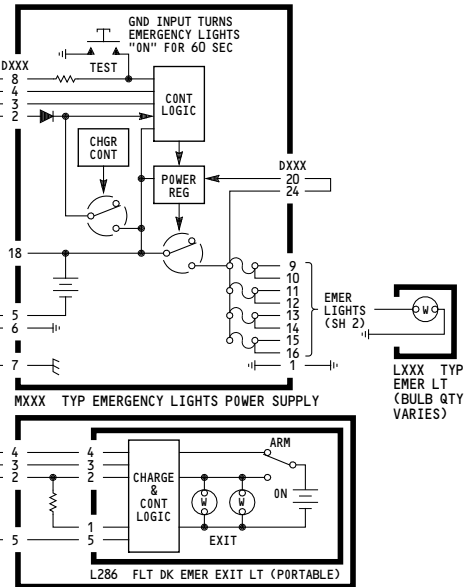 GND INPUT TURNS
EMERGENCY LIGHTS
"ON" FOR 60 SEC
DXXX
TEST
8
4
3
2
CONT
LOGIC
CHGR
CONT
POWER
REG
DXXX
20
24
18
9
10
11
12
13
14
15
16
1
EMER
LIGHTS
(SH 2)
W
5
6
7
LXXX TYP
EMER LT
(BULB QTY
VARIES)
MXXX TYP EMERGENCY LIGHTS POWER SUPPLY
4 4
3 3
2 2
1
5 5
CHARGE
&
CONT
LOGIC
ARM
ON
W W
EXIT
L286 FLT DK EMER EXIT LT (PORTABLE)